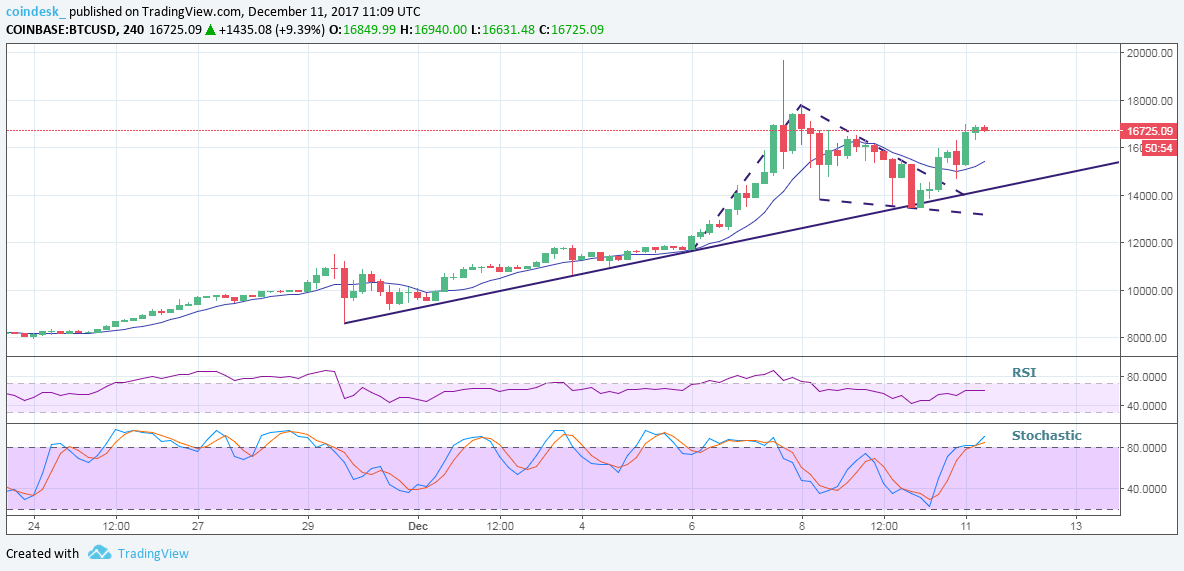 coindesk_ published on TradingView.com, December 11, 2017 11:09 UTC
COINBASE:BTCUSD, 240 16725.09 ▲ +1435.08 (+9.39%) O:16849.99 H:16940.00 L:16631.48 C:16725.09
20000.00
18000.00
16725.09
50:54
14000.00
12000.00
10000.00
8000.00
RSI
80.0000
40.0000
Stochastic
80.0000
40.0000
24 12:00 27 29 Dec 12:00 4 6 8 12:00 11 13
Created with TradingView